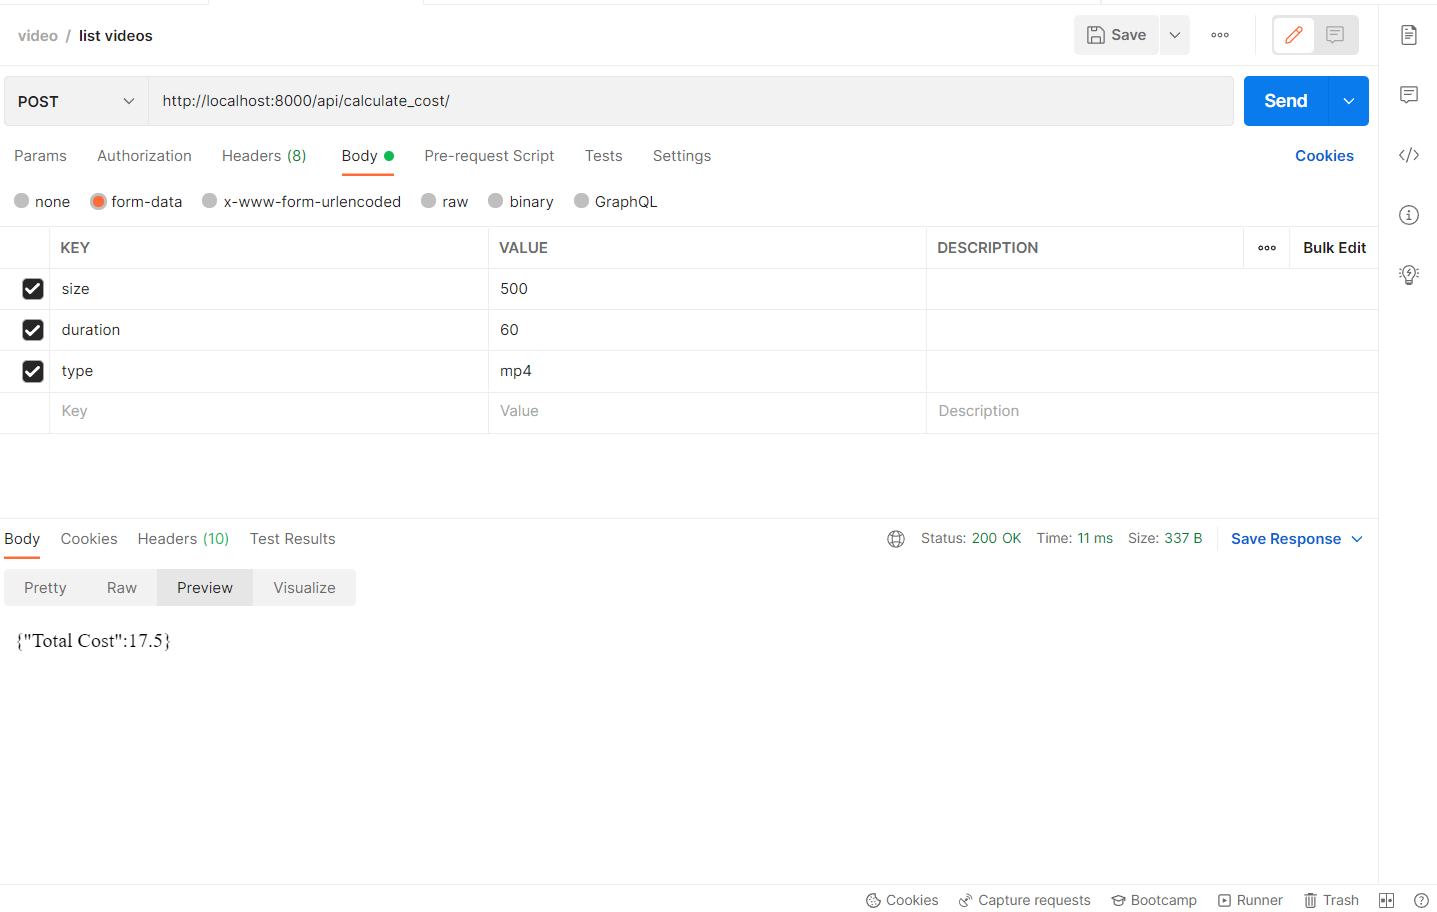 video / list videos
Save
POST
http://localhost:8000/api/calculate_cost/
Send
Params Authorization Headers (8) Body Pre-request Script Tests Settings Cookies
none form-data x-www-form-urlencoded raw binary GraphQL
KEY VALUE DESCRIPTION Bulk Edit
size 500
duration 60
type mp4
Key Value Description
Body Cookies Headers (10) Test Results Status: 200 OK Time: 11 ms Size: 337 B Save Response
Pretty Raw Preview Visualize
{"Total Cost":17.5}
Cookies Capture requests Bootcamp Runner Trash